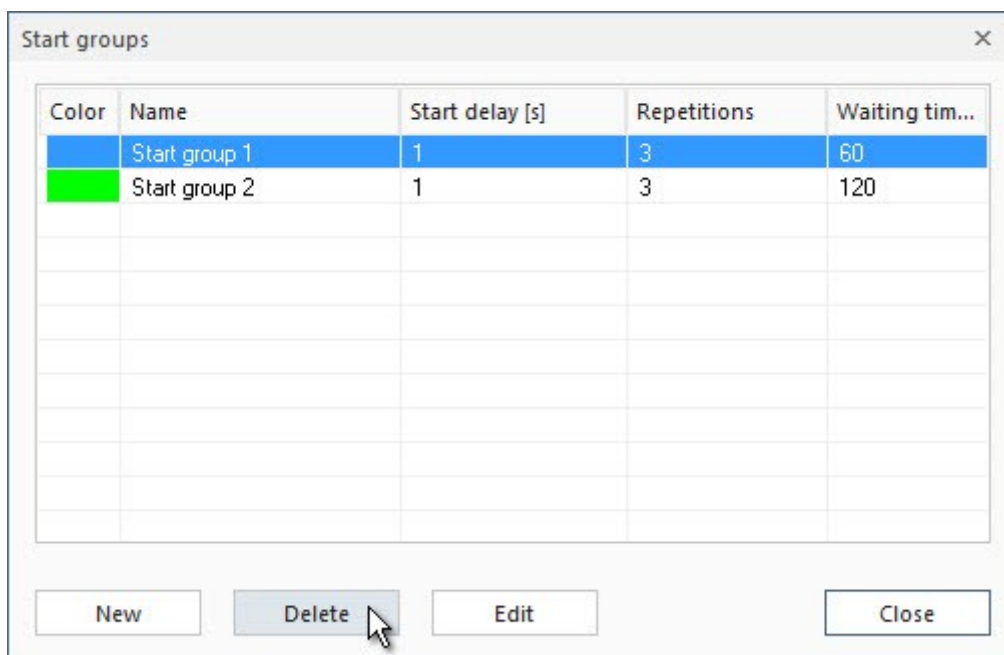 Start groups
Color Name Start delay [s] Repetitions Waiting tim...
Start group 1 1 3 60
Start group 2 1 3 120
New Delete Edit Close